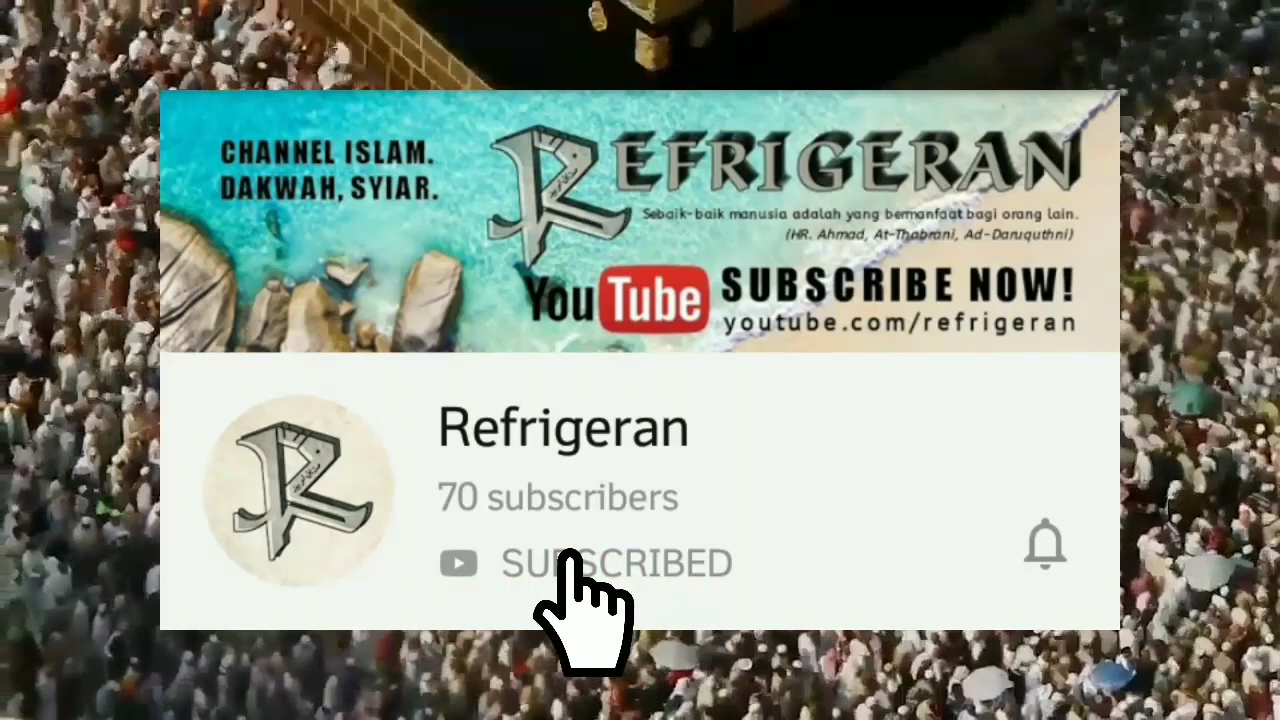 CHANNEL ISLAM.
DAKWAH, SYIAR.
REFRIGERAN
Sebaik-baik manusia adalah yang bermanfaat bagi orang lain.
(HR. Ahmad, At-Thabrani, Ad-Daruquthni)
YouTube SUBSCRIBE NOW!
youtube.com/refrigeran
Refrigeran
70 subscribers
SUBSCRIBED